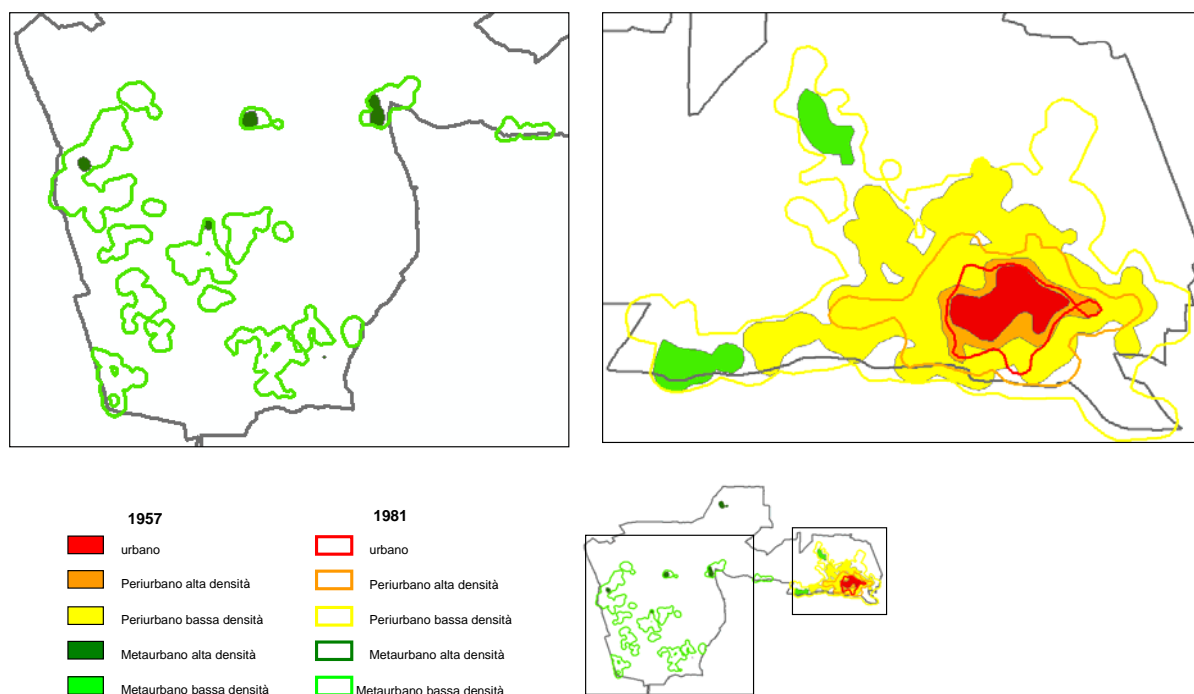 1957
urbano
Periurbano alta densità
Periurbano bassa densità
Metaurbano alta densità
Metaurbano bassa densità
1981
urbano
Periurbano alta densità
Periurbano bassa densità
Metaurbano alta densità
Metaurbano bassa densità